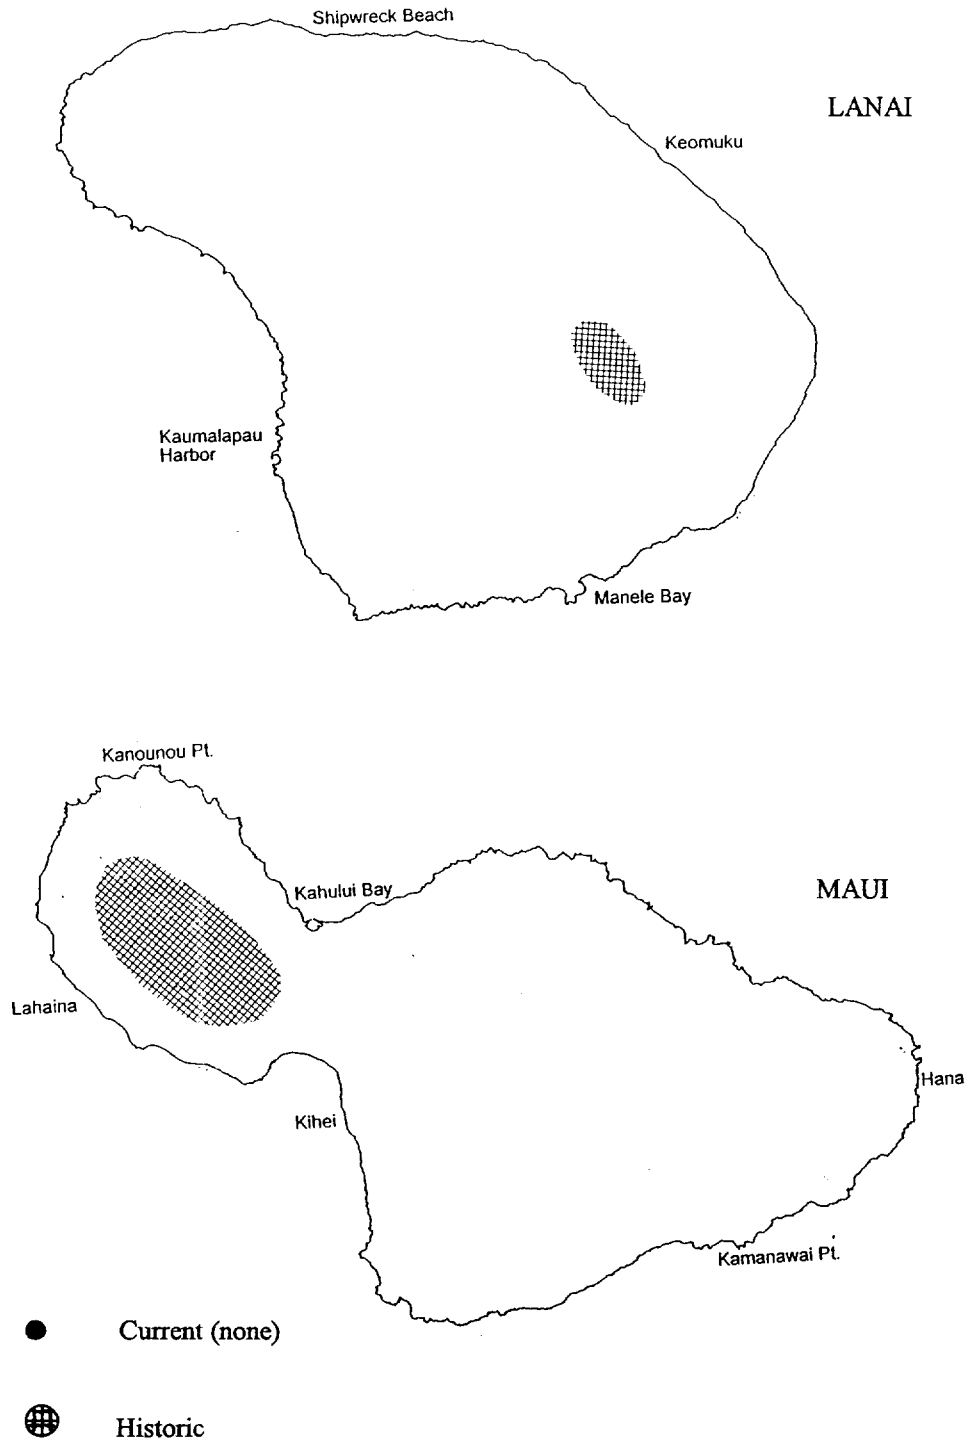 Shipwreck Beach
LANAI
Keomuku
Kaumalapau
Harbor
Manele Bay
Kanounou Pt.
Kahului Bay
MAUI
Lahaina
Hana
Kihei
Kamanawai Pt.
Current (none)
Historic